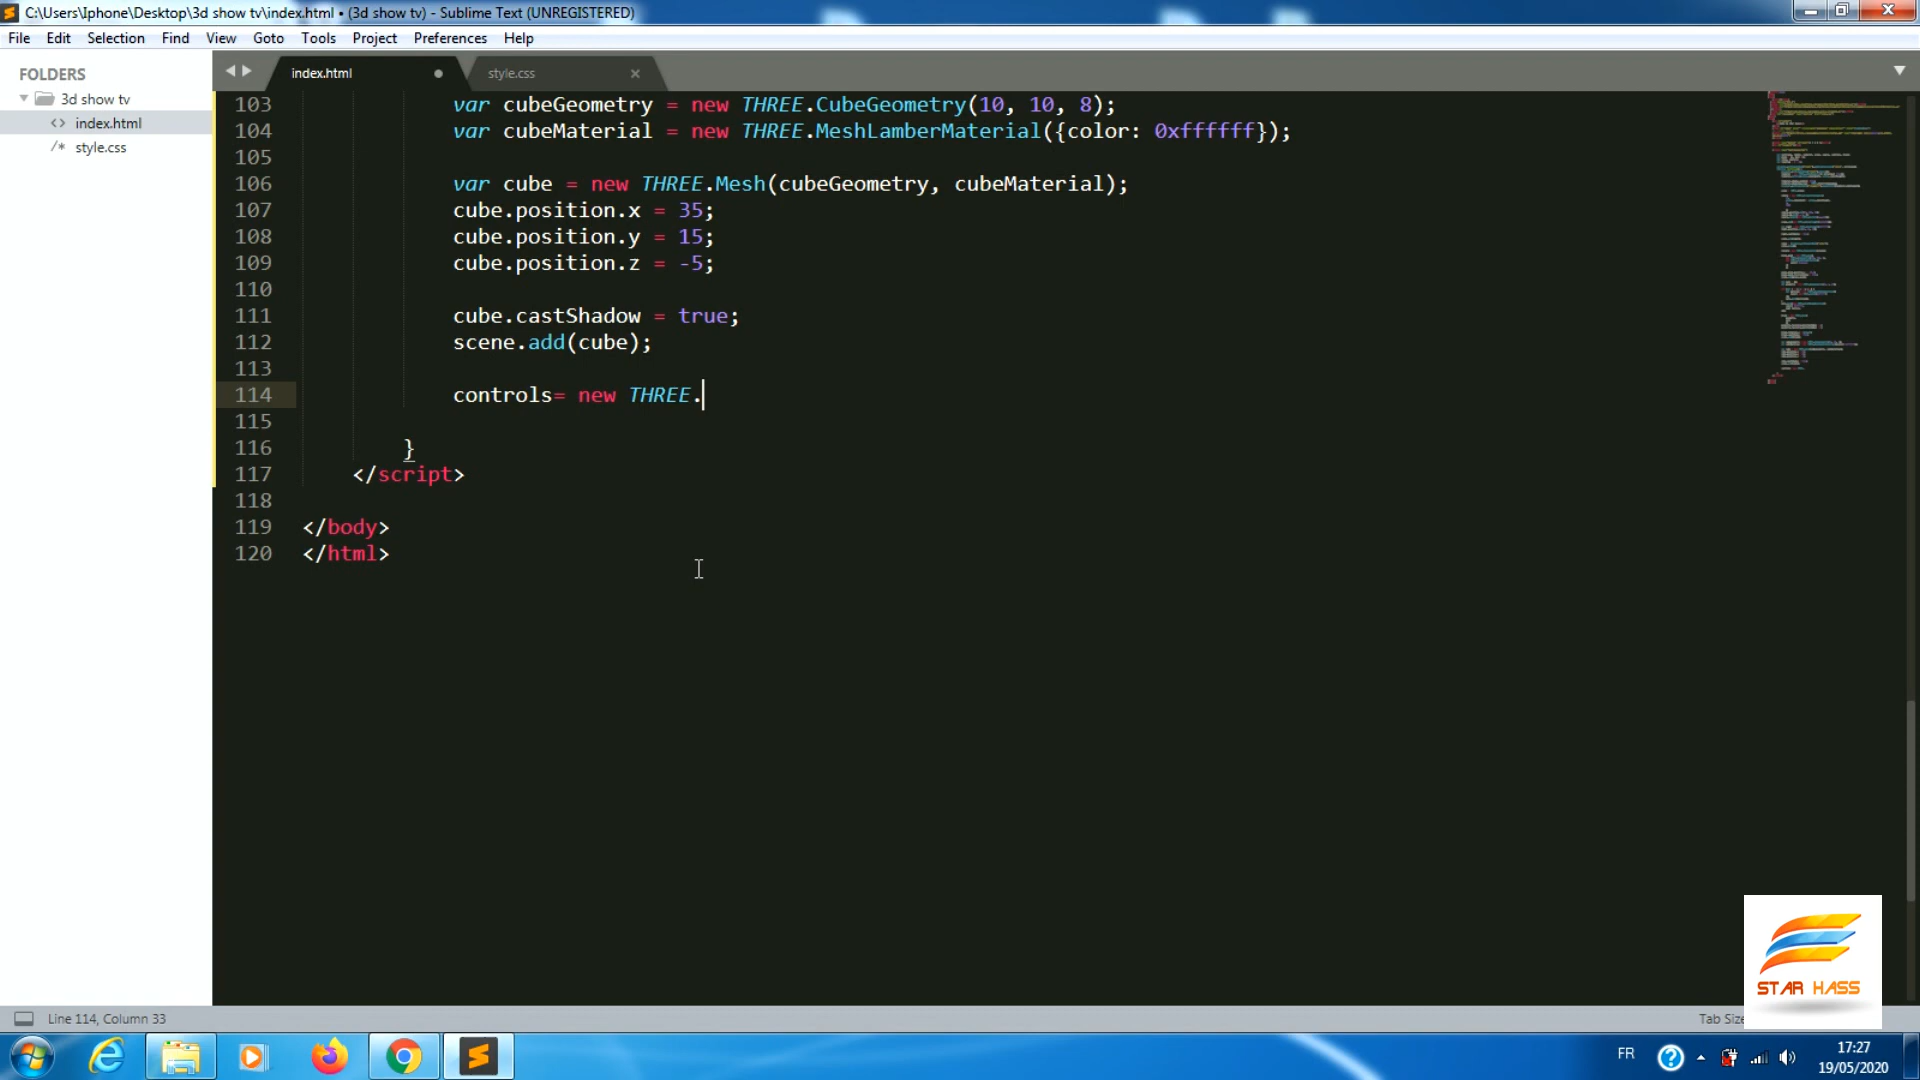 C:\Users\Iphone\Desktop\3d show tv\index.html • (3d show tv) - Sublime Text (UNREGISTERED)
File Edit Selection Find View Goto Tools Project Preferences Help
FOLDERS
3d show tv
<> index.html
/* style.css
index.html
style.css
103 var cubeGeometry = new THREE.CubeGeometry(10, 10, 8);
104 var cubeMaterial = new THREE.MeshLamberMaterial({color: 0xffffff});
105
106 var cube = new THREE.Mesh(cubeGeometry, cubeMaterial);
107 cube.position.x = 35;
108 cube.position.y = 15;
109 cube.position.z = -5;
110
111 cube.castShadow = true;
112 scene.add(cube);
113
114 controls= new THREE.
115
116 }
117 </script>
118
119 </body>
120 </html>
STAR HASS
Line 114, Column 33
Tab Size
FR
17:27
19/05/2020